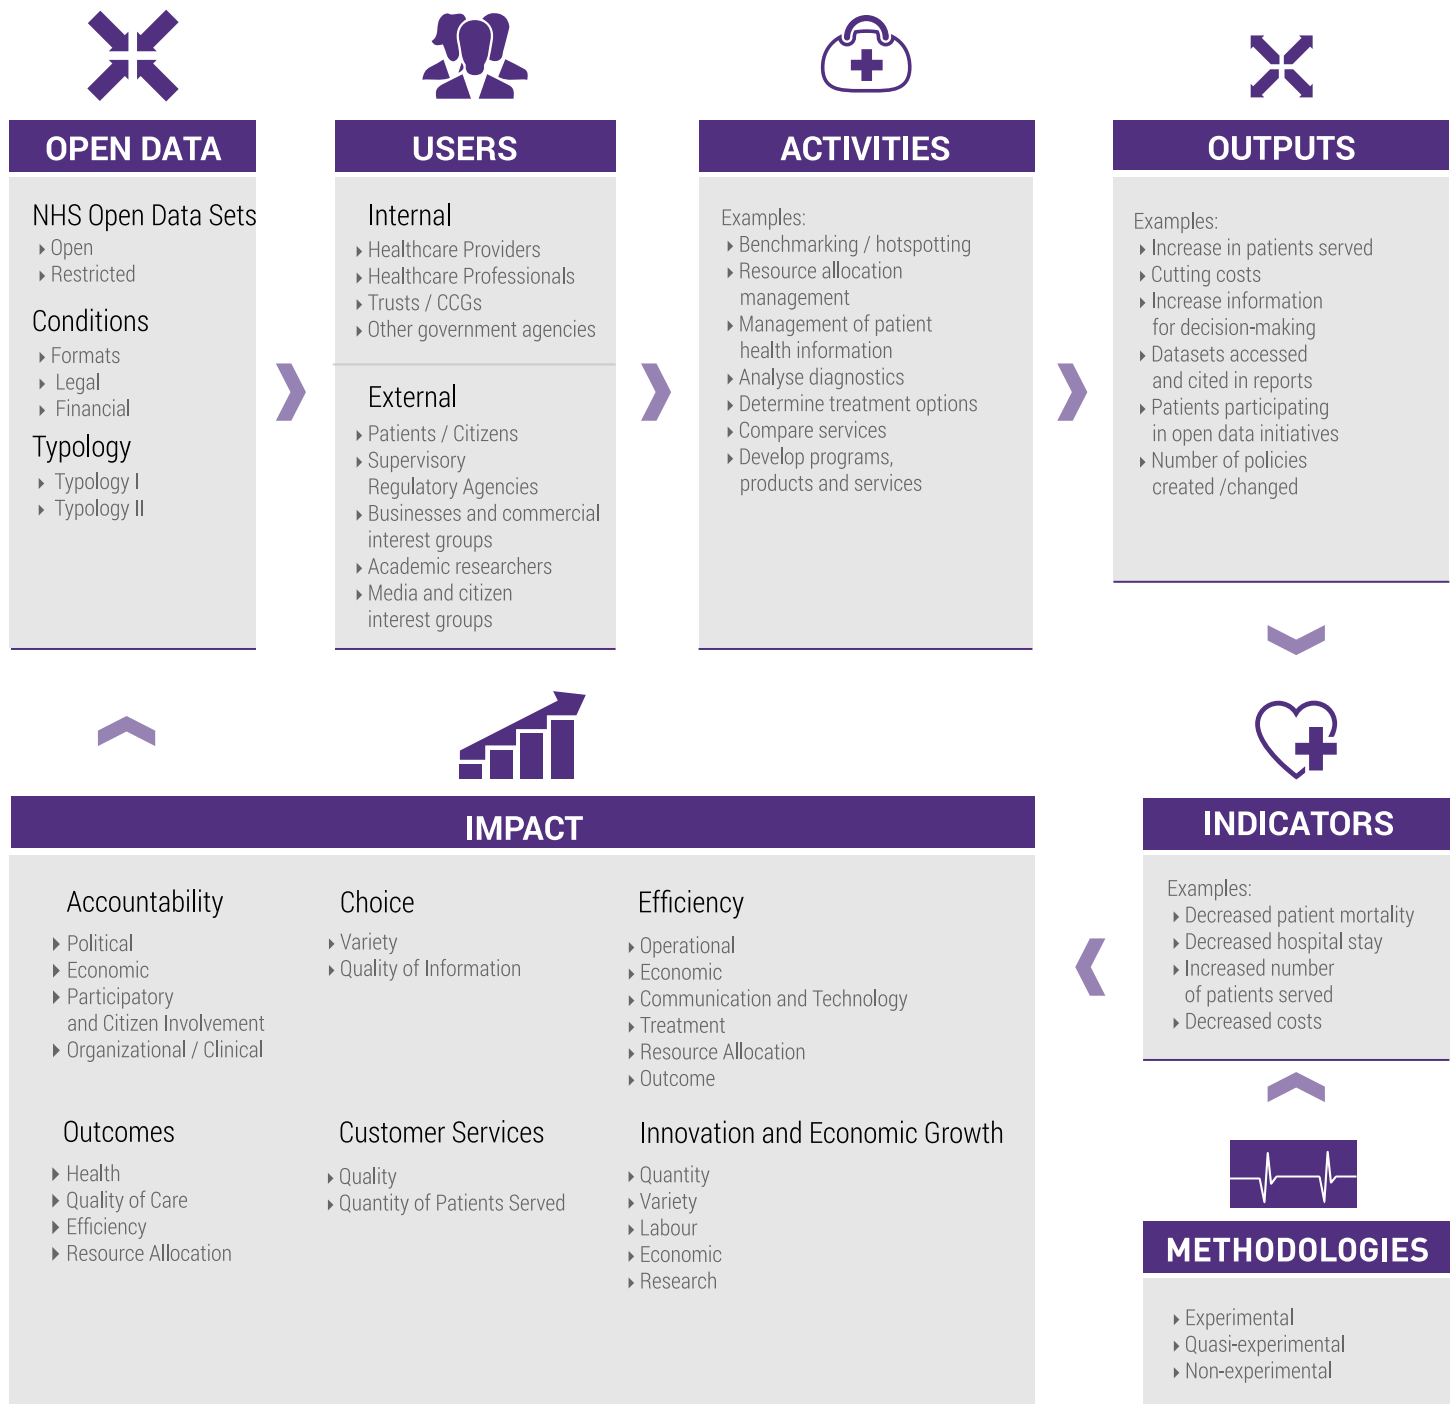 OPEN DATA
NHS Open Data Sets
Open
Restricted
Conditions
Formats
Legal
Financial
Typology
Typology I
Typology II
USERS
Internal
Healthcare Providers
Healthcare Professionals
Trusts / CCGs
Other government agencies
External
Patients / Citizens
Supervisory
Regulatory Agencies
Businesses and commercial
interest groups
Academic researchers
Media and citizen
interest groups
ACTIVITIES
Examples:
Benchmarking / hotspotting
Resource allocation
management
Management of patient
health information
Analyse diagnostics
Determine treatment options
Compare services
Develop programs,
products and services
OUTPUTS
Examples:
Increase in patients served
Cutting costs
Increase information
for decision-making
Datasets accessed
and cited in reports
Patients participating
in open data initiatives
Number of policies
created /changed
INDICATORS
Examples:
Decreased patient mortality
Decreased hospital stay
Increased number
of patients served
Decreased costs
METHODOLOGIES
Experimental
Quasi-experimental
Non-experimental
IMPACT
Accountability
Political
Economic
Participatory
and Citizen Involvement
Organizational / Clinical
Choice
Variety
Quality of Information
Efficiency
Operational
Economic
Communication and Technology
Treatment
Resource Allocation
Outcome
Outcomes
Health
Quality of Care
Efficiency
Resource Allocation
Customer Services
Quality
Quantity of Patients Served
Innovation and Economic Growth
Quantity
Variety
Labour
Economic
Research